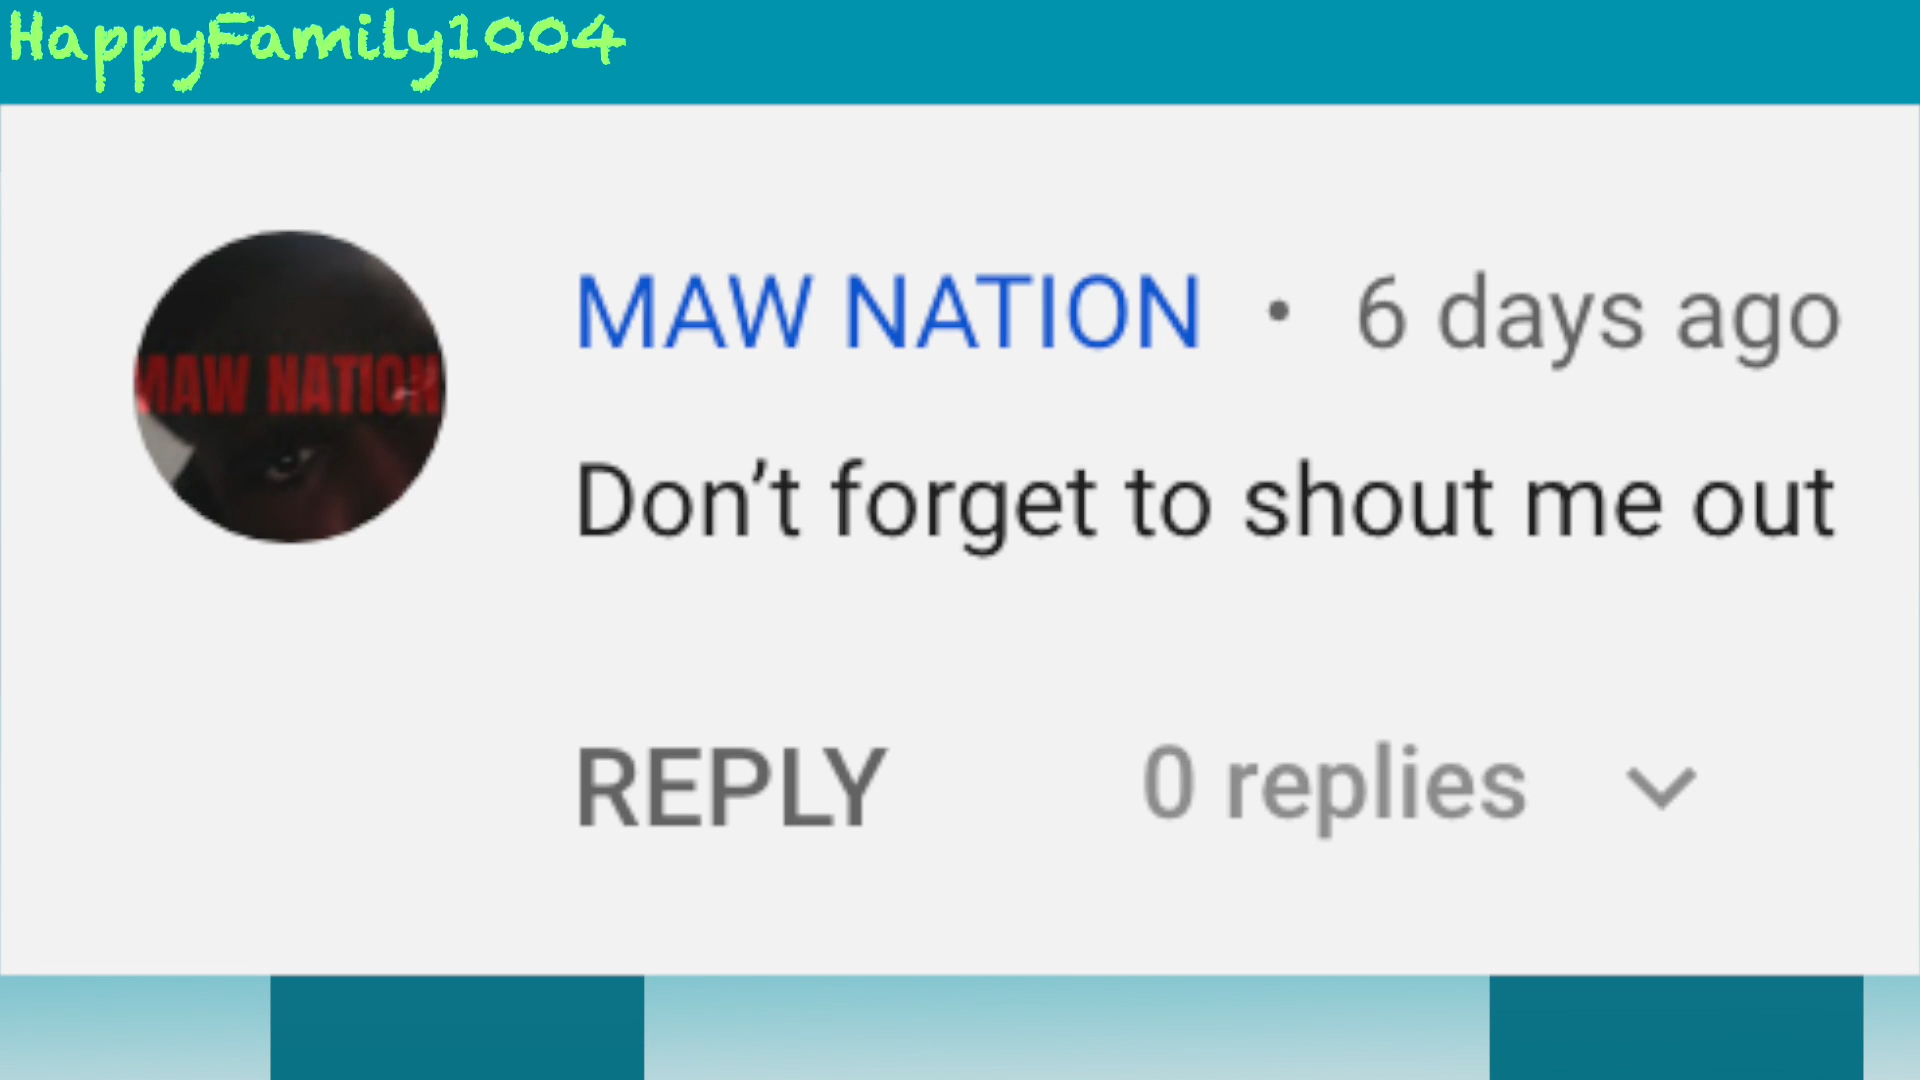 HappyFamily1004
MAW NATION • 6 days ago
MAW NATION
Don’t forget to shout me out
REPLY 0 replies